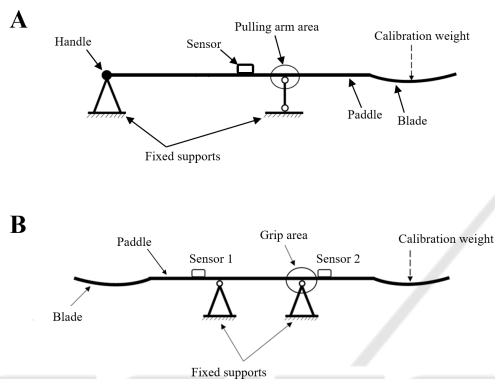 A
Handle
Sensor
Pulling arm area
Calibration weight
Paddle
Blade
Fixed supports
B
Paddle
Sensor 1
Grip area
Sensor 2
Calibration weight
Blade
Fixed supports